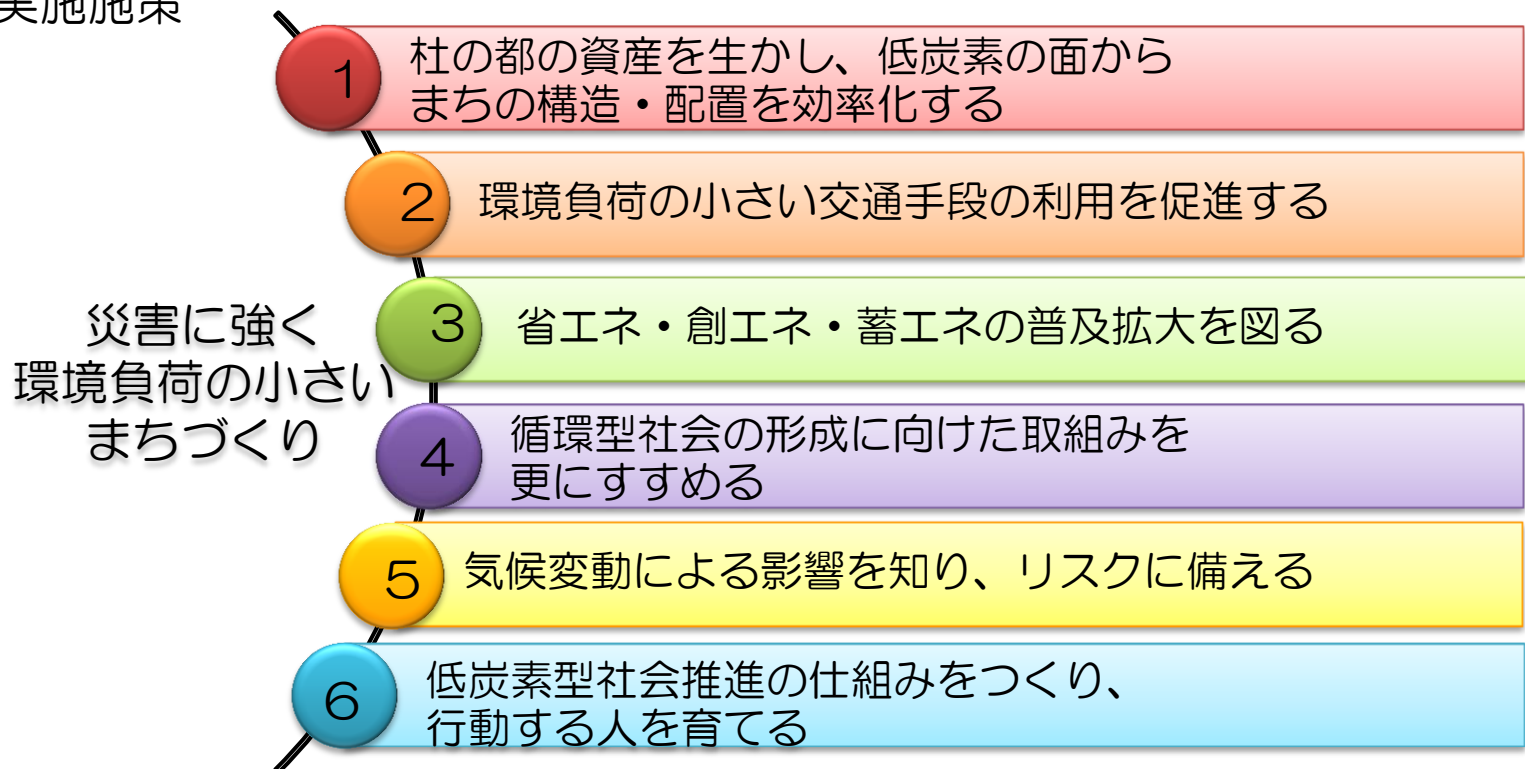 実施施策
1
杜の都の資産を生かし、低炭素の面から
まちの構造・配置を効率化する
2
環境負荷の小さい交通手段の利用を促進する
災害に強く
環境負荷の小さい
まちづくり
3
省エネ・創エネ・蓄エネの普及拡大を図る
4
循環型社会の形成に向けた取組みを
更にすすめる
5
気候変動による影響を知り、リスクに備える
6
低炭素型社会推進の仕組みをつくり、
行動する人を育てる